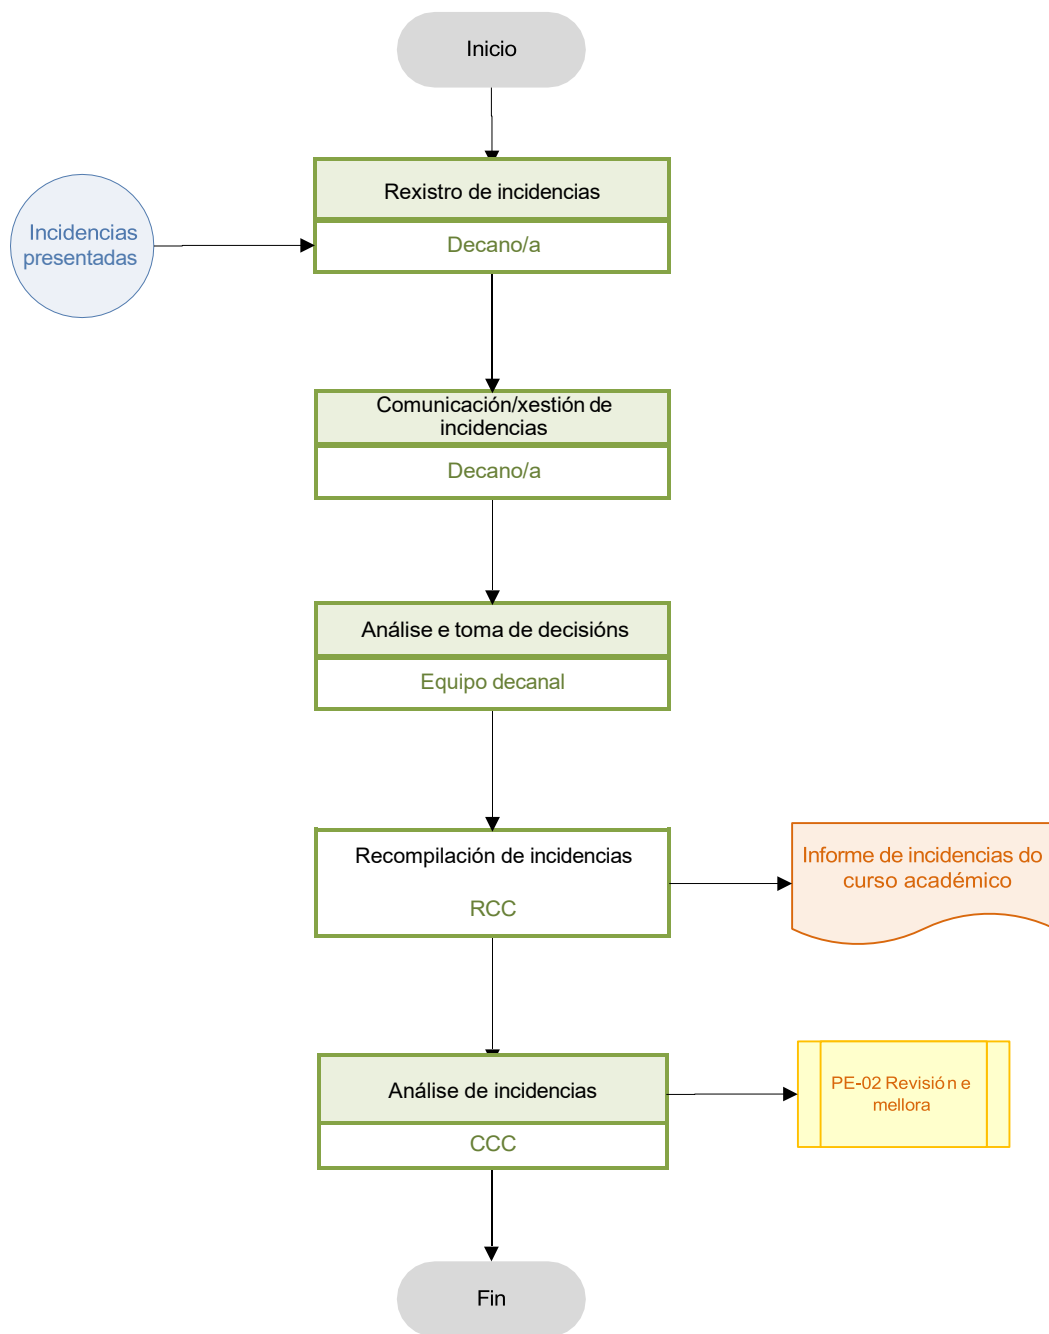 Inicio
Rexistro de incidencias
Decano/a
Incidencias
presentadas
Comunicación/xestión de
incidencias
Decano/a
Análise e toma de decisións
Equipo decanal
Recompilación de incidencias
RCC
Informe de incidencias do
curso académico
Análise de incidencias
CCC
PE-02 Revisión e
mellora
Fin